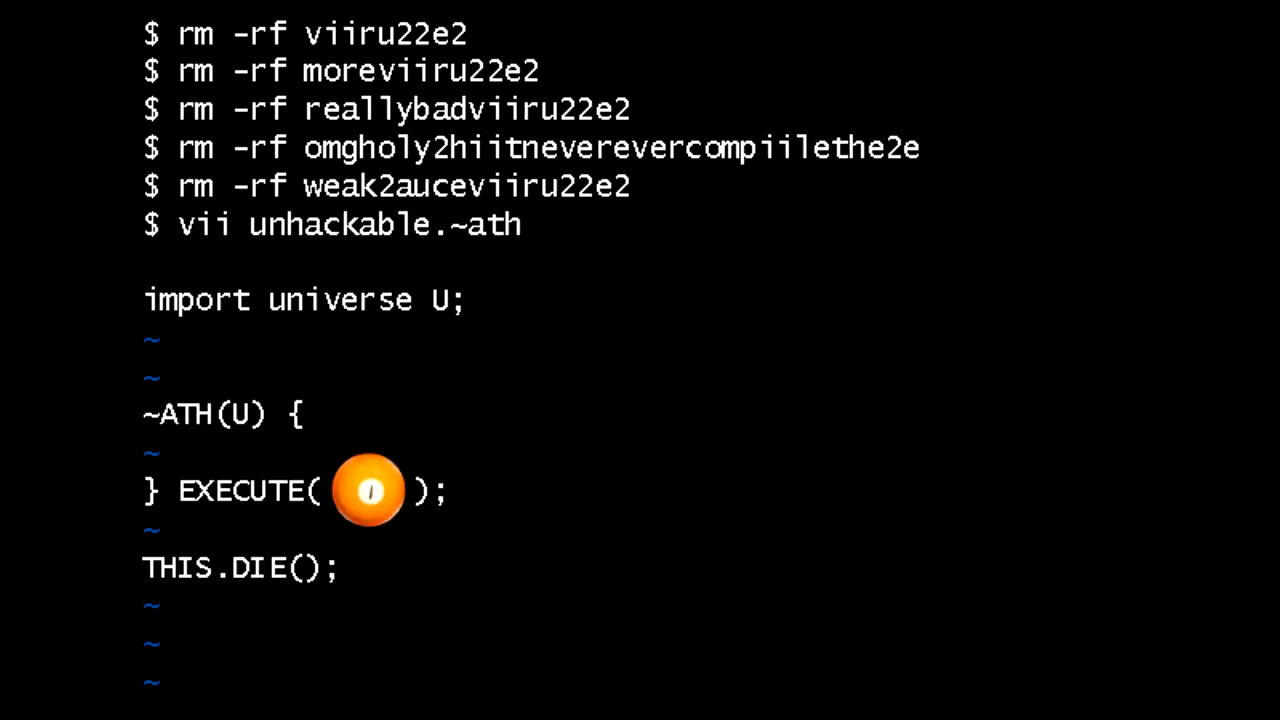 $ rm -rf viiru22e2
$ rm -rf moreviiru22e2
$ rm -rf reallybadviiru22e2
$ rm -rf omgholy2hiitneverevercompiilethe2e
$ rm -rf weak2auceviiru22e2
$ vii unhackable.~ath
import universe U;
~
~
~ATH(U) {
~
} EXECUTE( 1 );
~
THIS.DIE();
~
~
~